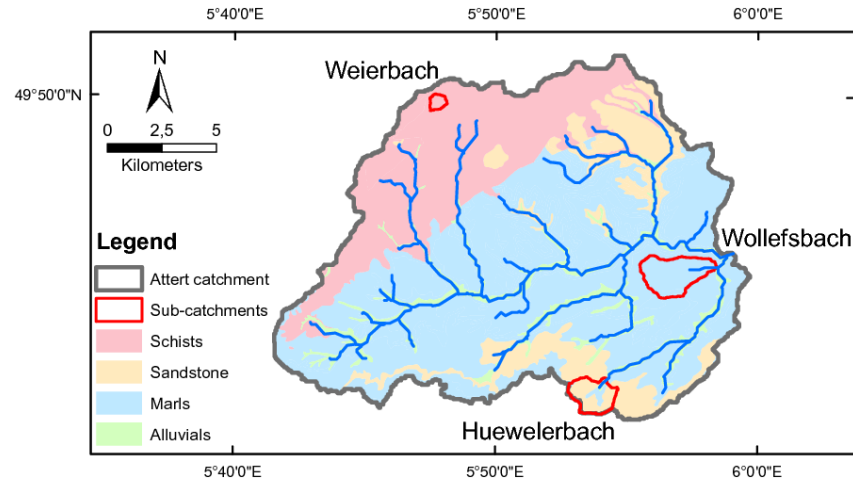 5°40'0"E
5°50'0"E
6°0'0"E
49°50'0"N
N
Weierbach
0
2,5
5
Kilometers
Wollefsbach
Legend
Attert catchment
Sub-catchments
Schists
Sandstone
Marls
Alluvials
Huewelerbach
5°40'0"E
5°50'0"E
6°0'0"E